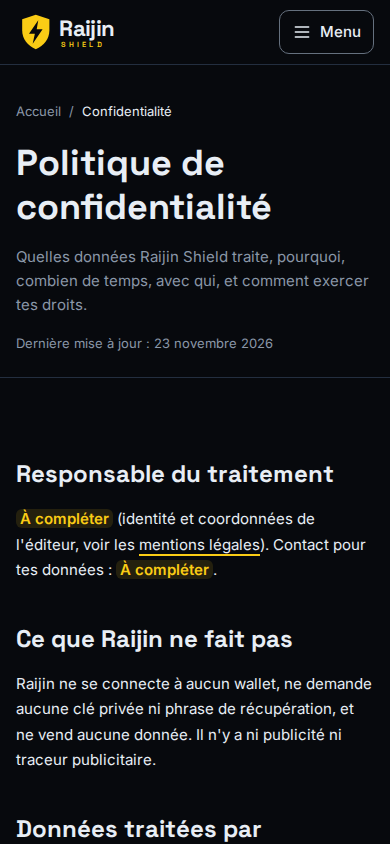 Raijin
SHIELD
Menu
Accueil / Confidentialité
Politique de
confidentialité
Quelles données Raijin Shield traite, pourquoi,
combien de temps, avec qui, et comment exercer
tes droits.
Dernière mise à jour : 23 novembre 2026
Responsable du traitement
À compléter (identité et coordonnées de
l'éditeur, voir les mentions légales). Contact pour
tes données : À compléter.
Ce que Raijin ne fait pas
Raijin ne se connecte à aucun wallet, ne demande
aucune clé privée ni phrase de récupération, et
ne vend aucune donnée. Il n'y a ni publicité ni
traceur publicitaire.
Données traitées par